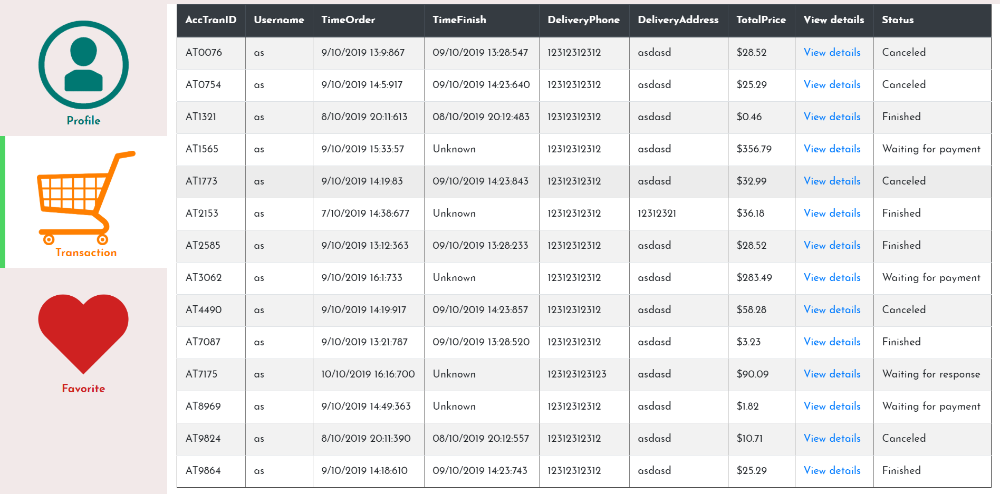 Profile
Transaction
Favorite
AccTranID Username TimeOrder TimeFinish DeliveryPhone DeliveryAddress TotalPrice View details Status
AT0076 as 9/10/2019 13:9:867 09/10/2019 13:28:547 12312312312 asdasd $28.52 View details Canceled
AT0754 as 9/10/2019 14:5:917 09/10/2019 14:23:640 12312312312 asdasd $25.29 View details Canceled
AT1321 as 8/10/2019 20:11:613 08/10/2019 20:12:483 12312312312 asdasd $0.46 View details Finished
AT1565 as 9/10/2019 15:33:57 Unknown 12312312312 asdasd $356.79 View details Waiting for payment
AT1773 as 9/10/2019 14:19:83 09/10/2019 14:23:843 12312312312 asdasd $32.99 View details Canceled
AT2153 as 7/10/2019 14:38:677 Unknown 12312312312 12312321 $36.18 View details Finished
AT2585 as 9/10/2019 13:12:363 09/10/2019 13:28:233 12312312312 asdasd $28.52 View details Finished
AT3062 as 9/10/2019 16:1:733 Unknown 12312312312 asdasd $283.49 View details Waiting for payment
AT4490 as 9/10/2019 14:19:917 09/10/2019 14:23:857 12312312312 asdasd $58.28 View details Canceled
AT7087 as 9/10/2019 13:21:787 09/10/2019 13:28:520 12312312312 asdasd $3.23 View details Finished
AT7175 as 10/10/2019 16:16:700 Unknown 123123123123 asdasd $90.09 View details Waiting for response
AT8969 as 9/10/2019 14:49:363 Unknown 12312312312 asdasd $1.82 View details Waiting for payment
AT9824 as 8/10/2019 20:11:390 08/10/2019 20:12:557 12312312312 asdasd $10.71 View details Canceled
AT9864 as 9/10/2019 14:18:610 09/10/2019 14:23:743 12312312312 asdasd $25.29 View details Finished